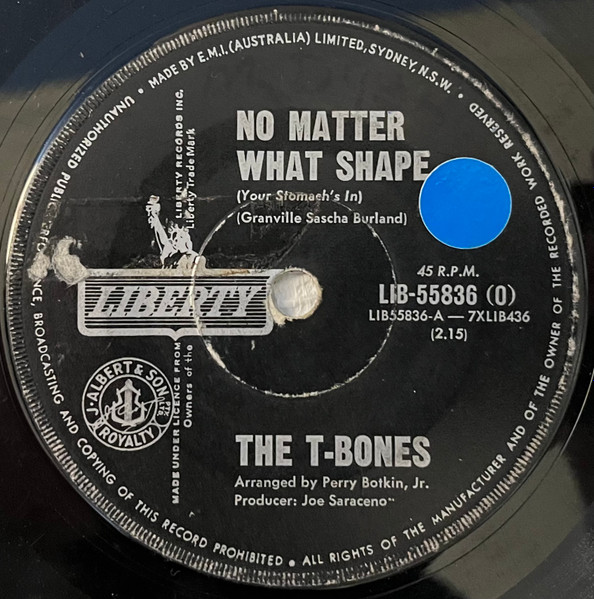 MADE BY E.M.I. (AUSTRALIA) LIMITED, SYDNEY, N.S.W.
NO MATTER
WHAT SHAPE
(Your Stomach's In)
(Granville Sascha Burland)
LIBERTY RECORDS INC.
Liberty Trade Mark
LIBERTY
MADE UNDER LICENCE FROM
Owners of the
45 R.P.M.
LIB-55836 (O)
LIB55836-A — 7XLIB436
(2.15)
J. ALBERT & SON PTY. LTD.
ROYALTY
THE T-BONES
Arranged by Perry Botkin, Jr.
Producer: Joe Saraceno
ALL RIGHTS OF THE MANUFACTURER AND OF THE OWNER OF THE RECORDED WORK RESERVED
UNAUTHORIZED BROADCASTING AND COPYING OF THIS RECORD PROHIBITED